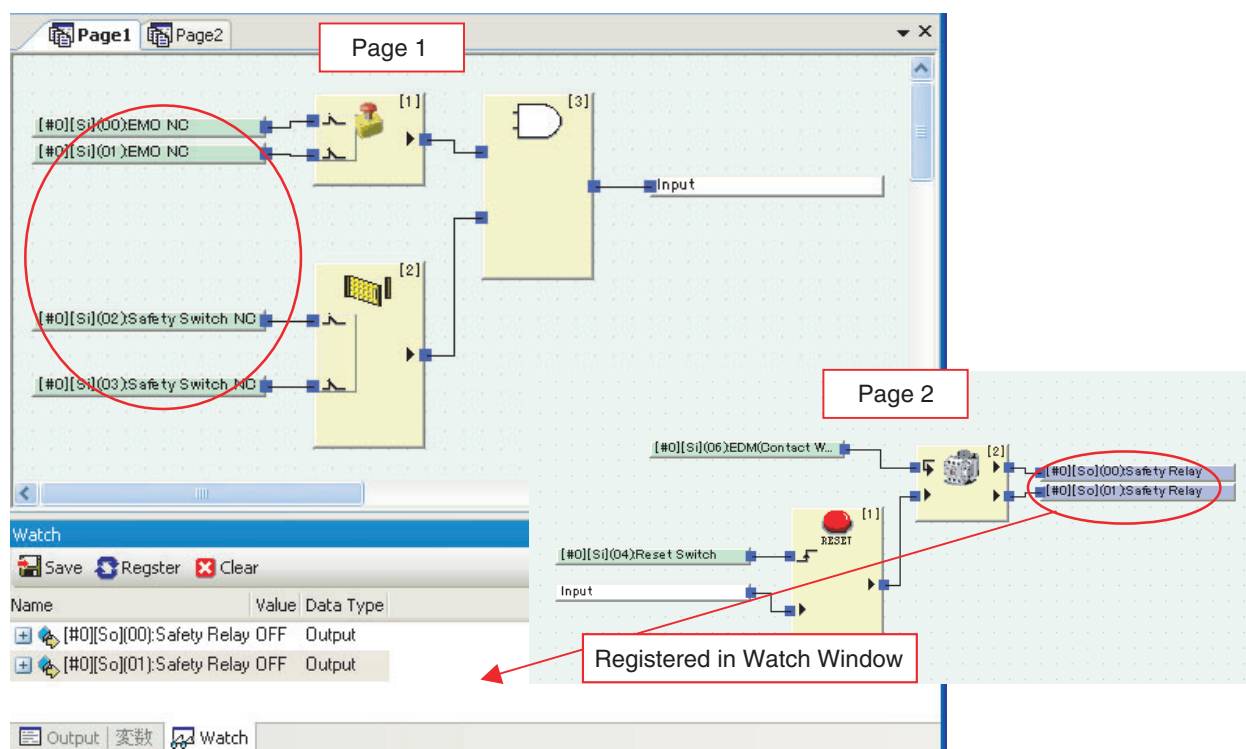 Page1
Page2
Page 1
[1]
[3]
[#0][Si](00):EMO NC
[#0][Si](01):EMO NC
Input
[2]
[#0][Si](02):Safety Switch NC
[#0][Si](03):Safety Switch NC
Page 2
[#0][Si](06):EDM(Contact W...
[2]
[#0][So](00):Safety Relay
[#0][So](01):Safety Relay
[1]
RESET
[#0][Si](04):Reset Switch
Input
Registered in Watch Window
Watch
Save Regster Clear
Name Value Data Type
[#0][So](00):Safety Relay OFF Output
[#0][So](01):Safety Relay OFF Output
Output 変数 Watch